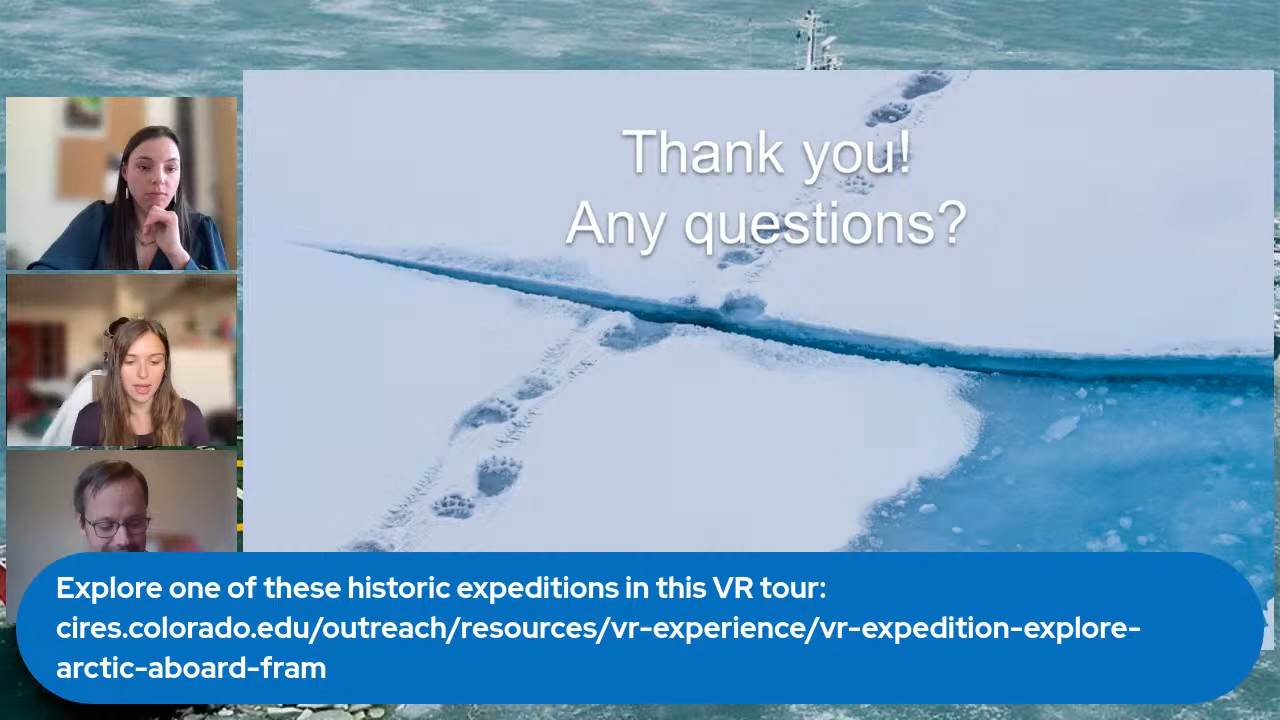 Thank you!
Any questions?
Explore one of these historic expeditions in this VR tour:
cires.colorado.edu/outreach/resources/vr-experience/vr-expedition-explore-
arctic-aboard-fram